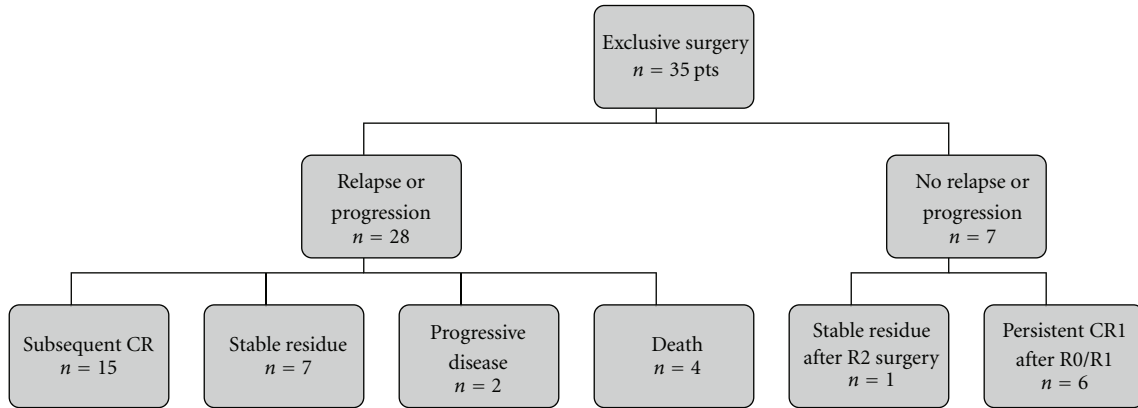 Exclusive surgery
n = 35 pts
Relapse or
progression
n = 28
No relapse or
progression
n = 7
Subsequent CR
n = 15
Stable residue
n = 7
Progressive
disease
n = 2
Death
n = 4
Stable residue
after R2 surgery
n = 1
Persistent CR1
after R0/R1
n = 6